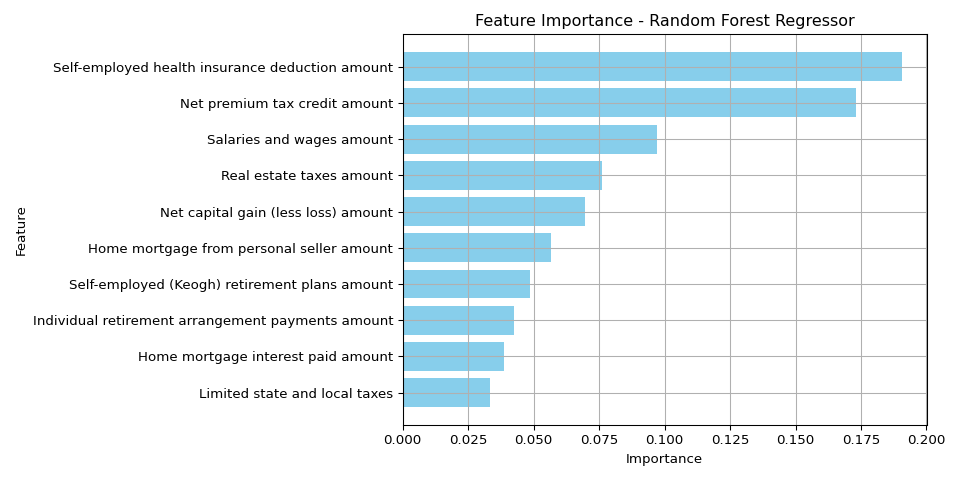 Feature Importance - Random Forest Regressor
Self-employed health insurance deduction amount
Net premium tax credit amount
Salaries and wages amount
Real estate taxes amount
Net capital gain (less loss) amount
Home mortgage from personal seller amount
Self-employed (Keogh) retirement plans amount
Individual retirement arrangement payments amount
Home mortgage interest paid amount
Limited state and local taxes
Feature
0.000 0.025 0.050 0.075 0.100 0.125 0.150 0.175 0.200
Importance